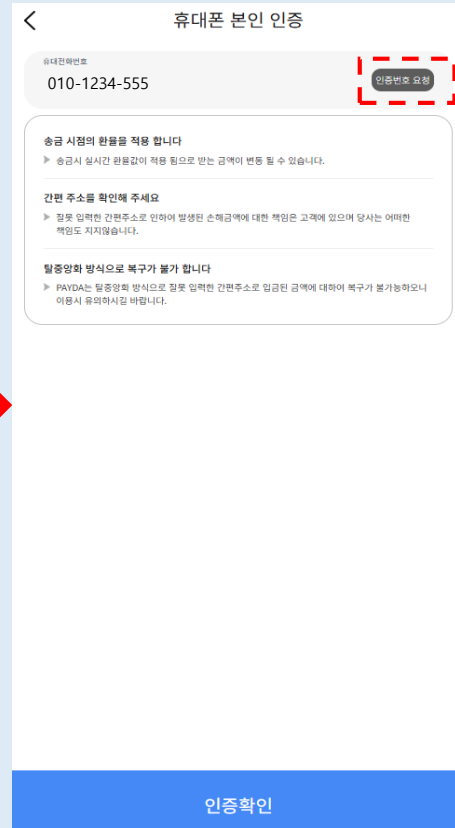 휴대폰 본인 인증
휴대전화번호
010-1234-555
인증번호 요청
송금 시점의 환율을 적용 합니다
송금시 실시간 환율값이 적용 됨으로 받는 금액이 변동 될 수 있습니다.
간편 주소를 확인해 주세요
잘못 입력한 간편주소로 인하여 발생된 손해금액에 대한 책임은 고객에 있으며 당사는 어떠한
책임도 지지않습니다.
탈중앙화 방식으로 복구가 불가 합니다
PAYDA는 탈중앙화 방식으로 잘못 입력한 간편주소로 입금된 금액에 대하여 복구가 불가능하오니
이용시 유의하시길 바랍니다.
인증확인